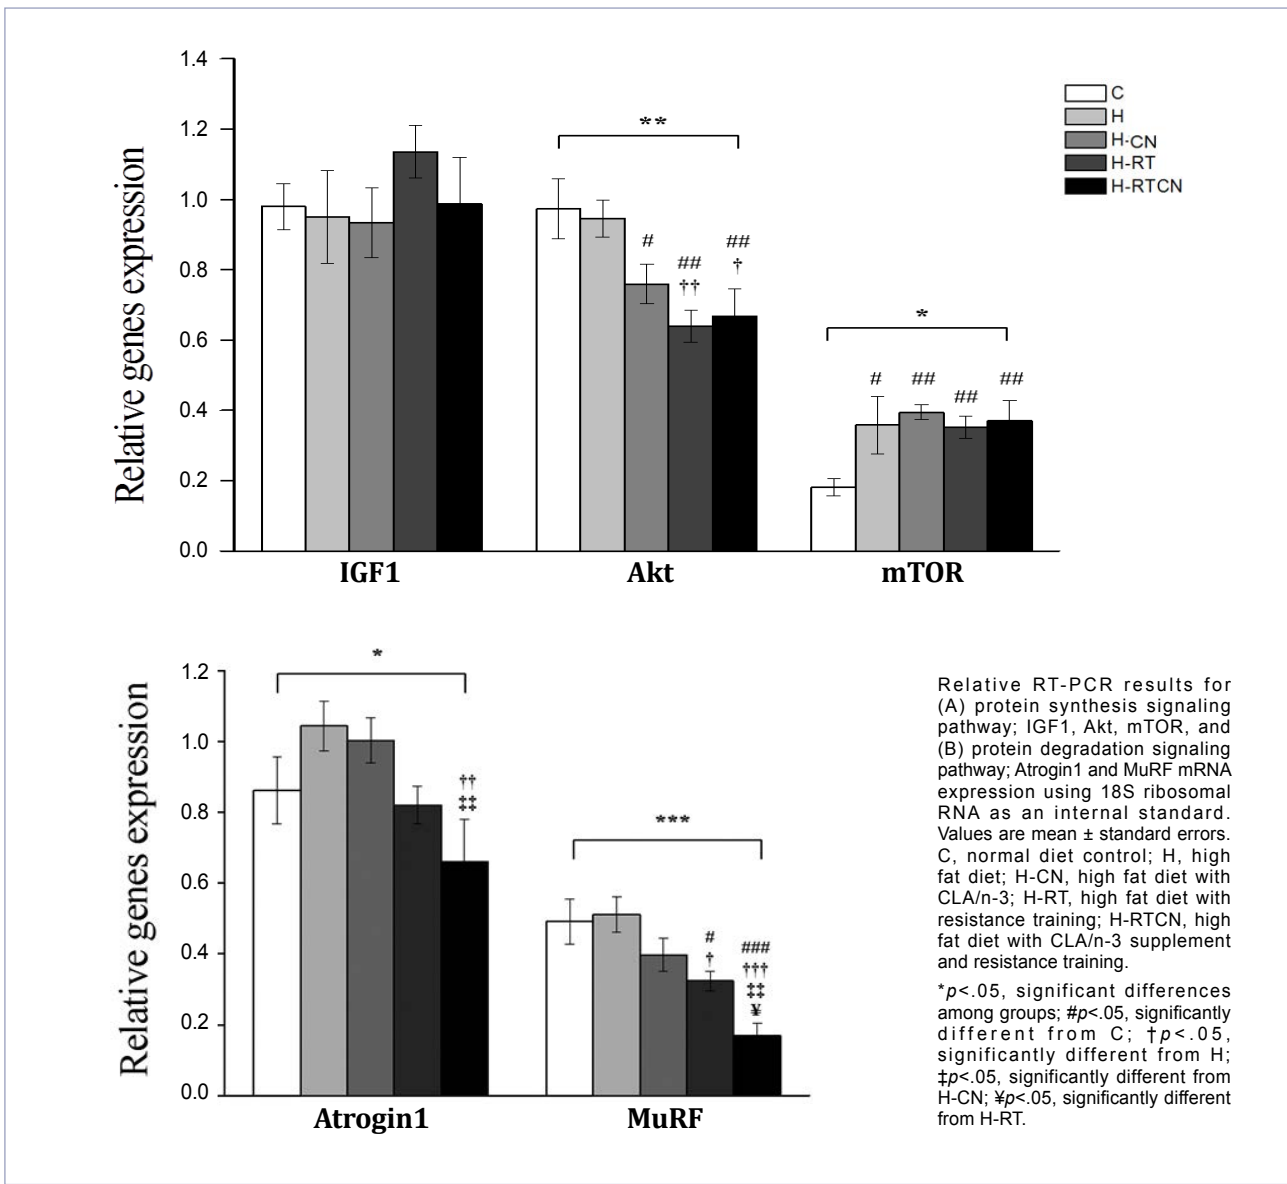 Relative genes expression
1.4
1.2
1.0
0.8
0.6
0.4
0.2
0.0
**
#
##
††
##
†
*
#
##
##
##
IGF1 Akt mTOR
C
H
H-CN
H-RT
H-RTCN
Relative genes expression
1.2
1.0
0.8
0.6
0.4
0.2
0.0
*
††
‡‡
***
#
†
###
†††
‡‡
¥
Atrogin1 MuRF
Relative RT-PCR results for
(A) protein synthesis signaling
pathway; IGF1, Akt, mTOR, and
(B) protein degradation signaling
pathway; Atrogin1 and MuRF mRNA
expression using 18S ribosomal
RNA as an internal standard.
Values are mean ± standard errors.
C, normal diet control; H, high
fat diet; H-CN, high fat diet with
CLA/n-3; H-RT, high fat diet with
resistance training; H-RTCN, high
fat diet with CLA/n-3 supplement
and resistance training.
*p<.05, significant differences
among groups; #p<.05, significantly
different from C; †p<.05,
significantly different from H;
‡p<.05, significantly different from
H-CN; ¥p<.05, significantly different
from H-RT.